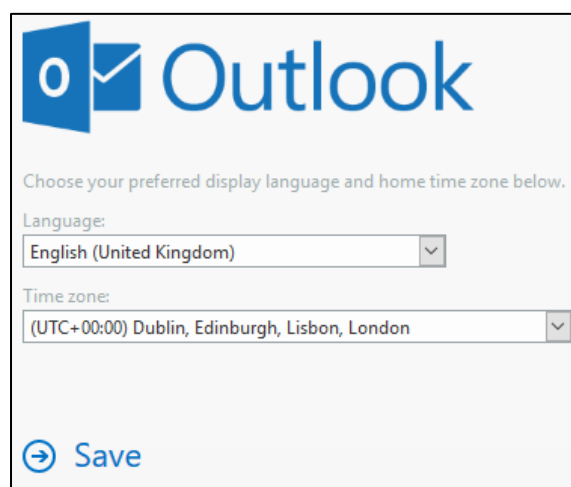 Outlook
Choose your preferred display language and home time zone below.
Language:
English (United Kingdom)
Time zone:
(UTC+00:00) Dublin, Edinburgh, Lisbon, London
Save